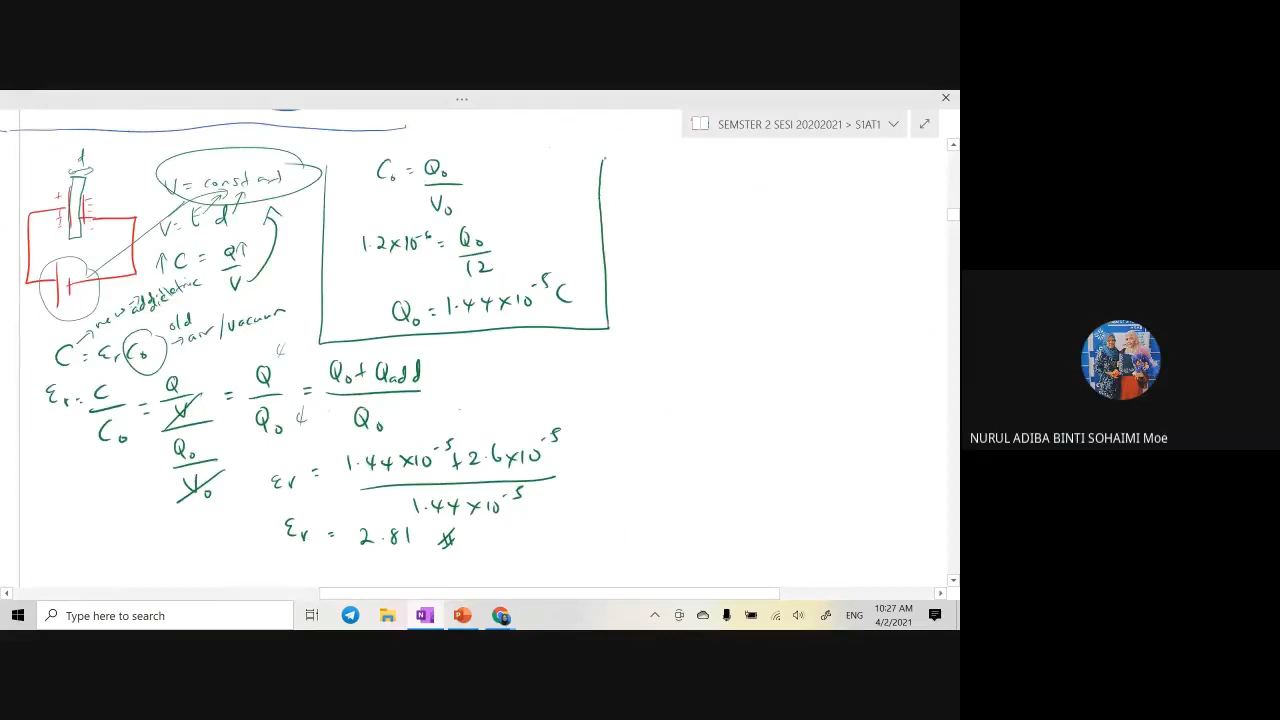 SEMSTER 2 SESI 20202021 > S1AT1
d
V = constant
V = E d
↑ C = Q↑ / V
C = εr C₀
new → add dielectric
old → air/vacuum
εr = C / C₀ = (Q / V) / (Q₀ / V₀) = Q / Q₀ = (Q₀ + Qadd) / Q₀
εr = (1.44 × 10⁻⁵ + 2.6 × 10⁻⁵) / (1.44 × 10⁻⁵)
εr = 2.81
C₀ = Q₀ / V₀
1.2 × 10⁻⁶ = Q₀ / 12
Q₀ = 1.44 × 10⁻⁵ C
NURUL ADIBA BINTI SOHAIMI Moe
Type here to search
ENG
10:27 AM
4/2/2021